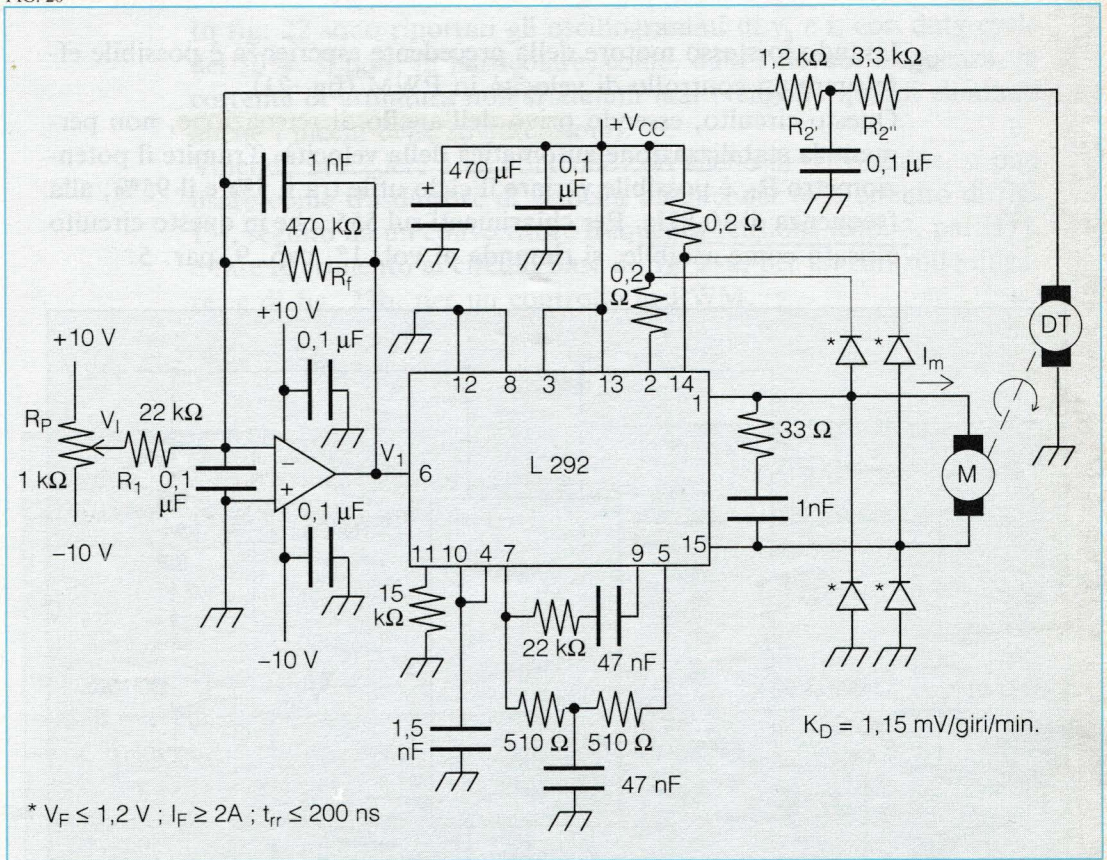 1,2 kΩ
3,3 kΩ
R2'
R2"
0,1 µF
+VCC
470 µF
+
0,1
µF
0,2 Ω
0,2
Ω
1 nF
470 kΩ
Rf
+10 V
0,1 µF
+10 V
RP
VI
22 kΩ
1 kΩ
R1
0,1
µF
−
+
V1
6
0,1 µF
−10 V
−10 V
12
8
3
13
2
14
1
L 292
15
11
10
4
7
9
5
*
*
Im
DT
33 Ω
1nF
M
*
*
15
kΩ
22 kΩ
47 nF
1,5
nF
510 Ω
510 Ω
47 nF
KD = 1,15 mV/giri/min.
* VF ≤ 1,2 V ; IF ≥ 2A ; trr ≤ 200 ns